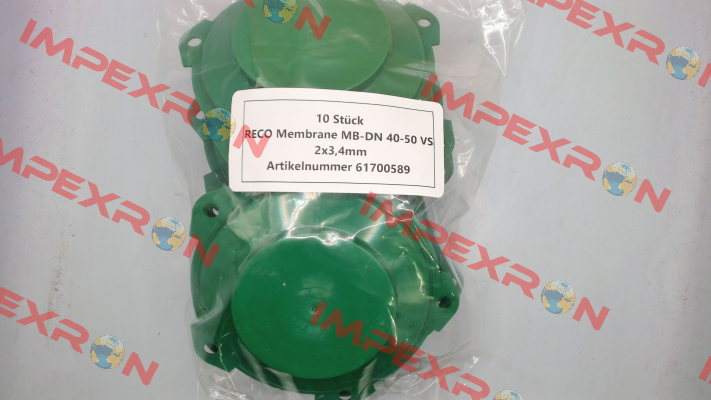 IMPEXRON
IMPEXRON
10 Stück
RECO Membrane MB-DN 40-50 VS
2x3,4mm
Artikelnummer 61700589
IMPEXRON
IMPEXRON
IMPEXRON
IMPEXRON
IMPEXRON